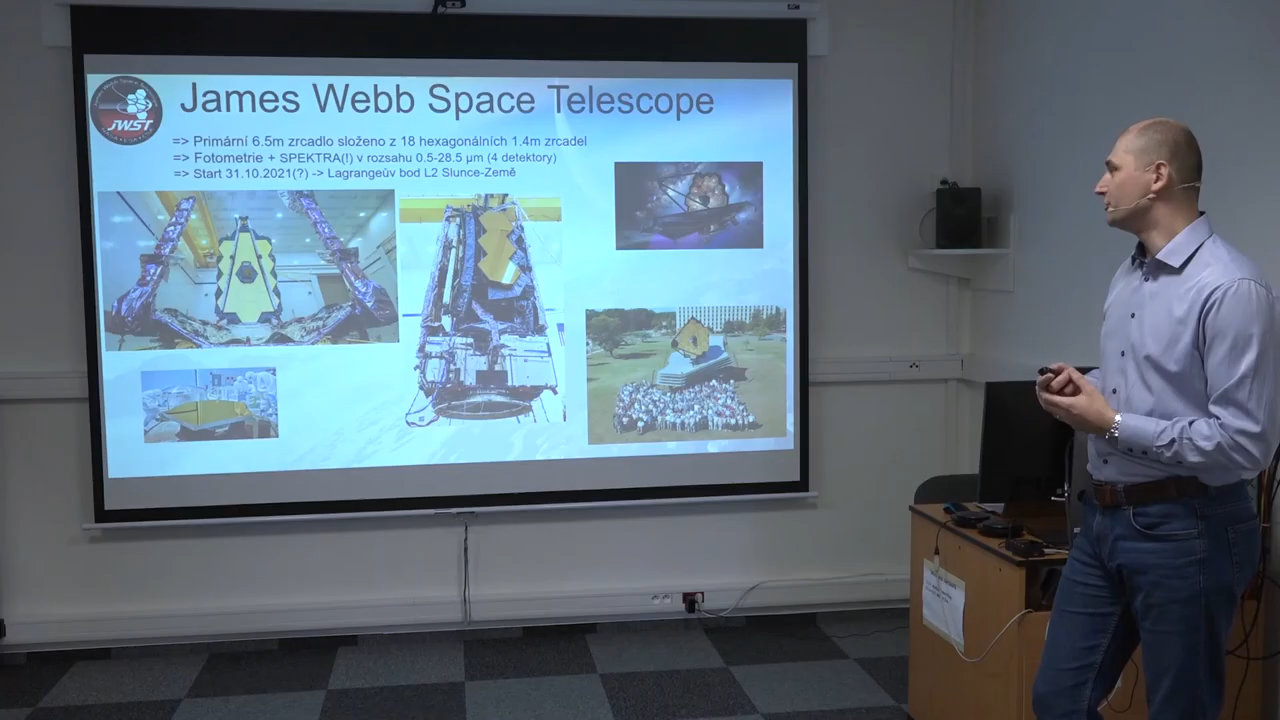 James Webb Space Telescope
JWST
=> Primární 6.5m zrcadlo složeno z 18 hexagonálních 1.4m zrcadel
=> Fotometrie + SPEKTRA(!) v rozsahu 0.5-28.5 µm (4 detektory)
=> Start 31.10.2021(?) -> Lagrangeův bod L2 Slunce-Země